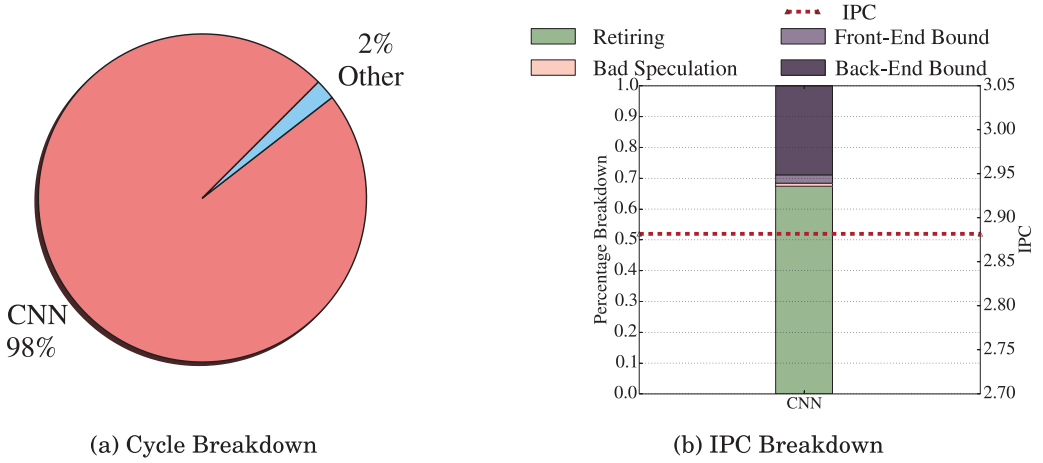 2%
Other
CNN
98%
(a) Cycle Breakdown
IPC
Retiring
Front-End Bound
Bad Speculation
Back-End Bound
Percentage Breakdown
1.0
0.9
0.8
0.7
0.6
0.5
0.4
0.3
0.2
0.1
0.0
CNN
3.05
3.00
2.95
2.90
2.85
2.80
2.75
2.70
IPC
(b) IPC Breakdown